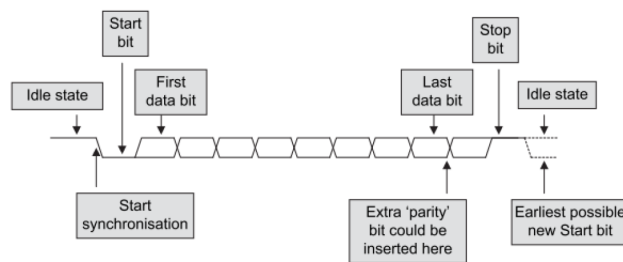 Start
bit
Stop
bit
Idle state
First
data bit
Last
data bit
Idle state
Start
synchronisation
Extra ‘parity’
bit could be
inserted here
Earliest possible
new Start bit